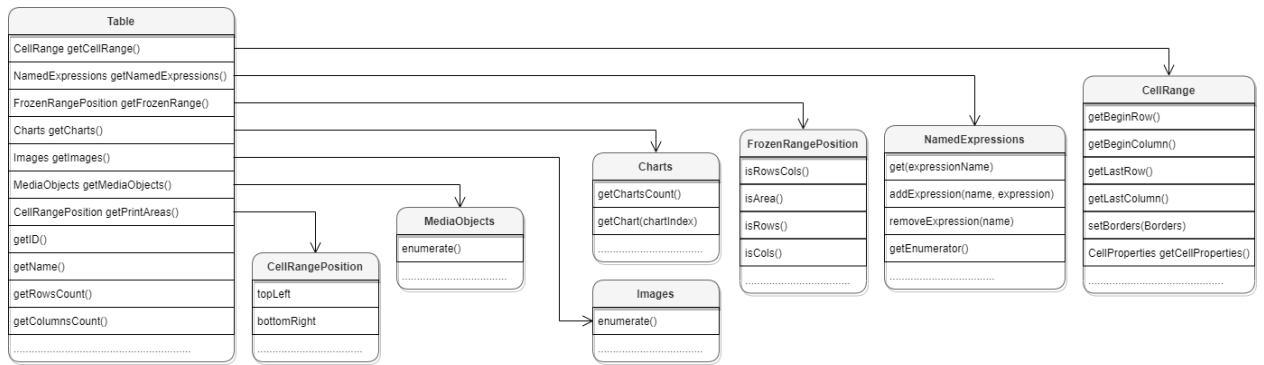 Table
CellRange getCellRange()
NamedExpressions getNamedExpressions()
FrozenRangePosition getFrozenRange()
Charts getCharts()
Images getImages()
MediaObjects getMediaObjects()
CellRangePosition getPrintAreas()
getID()
getName()
getRowsCount()
getColumnsCount()
CellRangePosition
topLeft
bottomRight
MediaObjects
enumerate()
Charts
getChartsCount()
getChart(chartIndex)
Images
enumerate()
FrozenRangePosition
isRowsCols()
isArea()
isRows()
isCols()
NamedExpressions
get(expressionName)
addExpression(name, expression)
removeExpression(name)
getEnumerator()
CellRange
getBeginRow()
getBeginColumn()
getLastRow()
getLastColumn()
setBorders(Borders)
CellProperties getCellProperties()